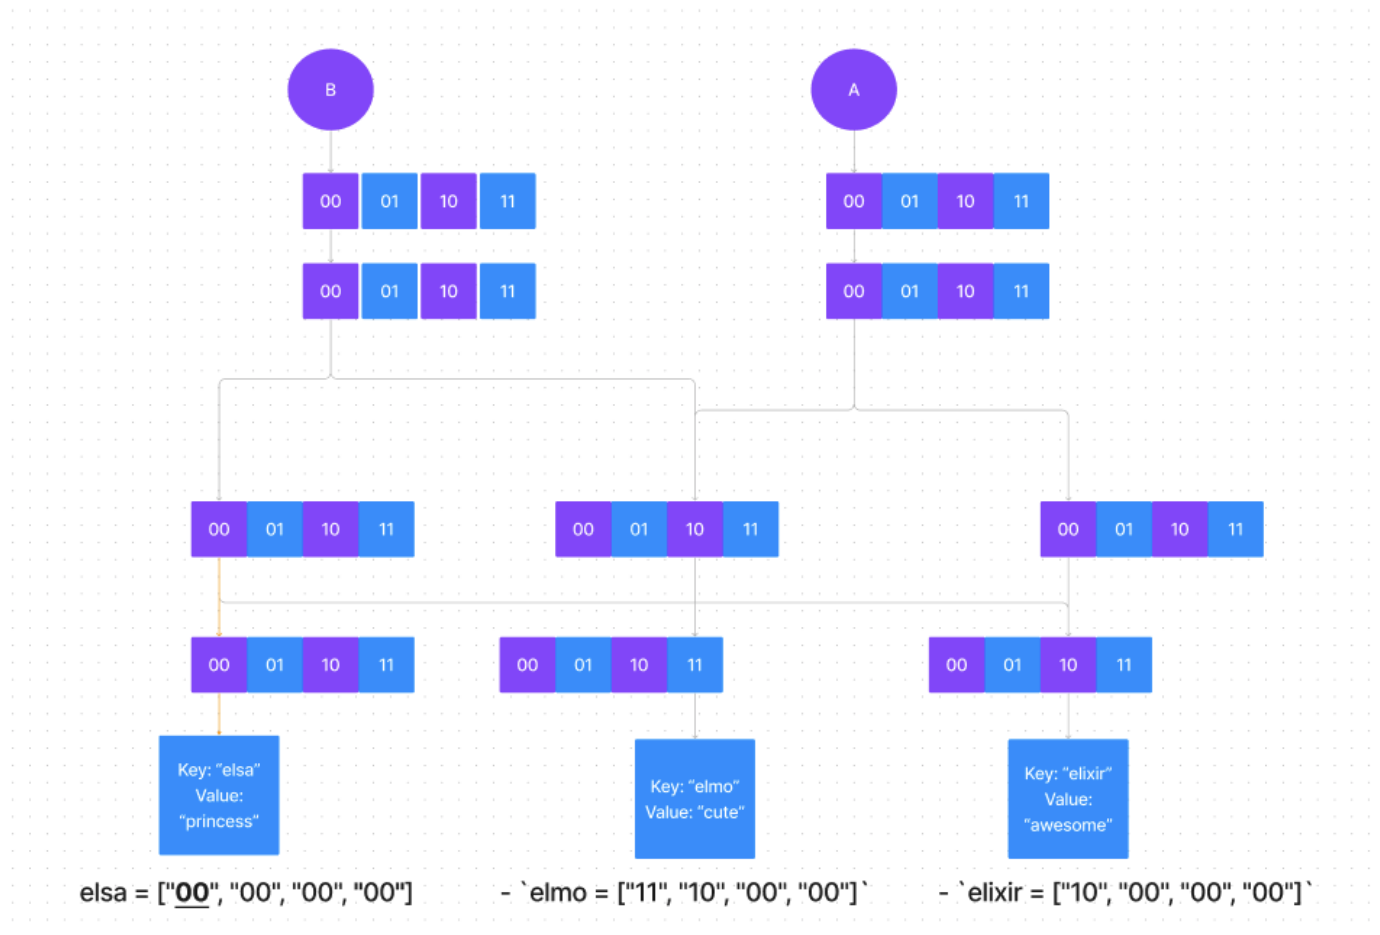 B
A
00 01 10 11
00 01 10 11
00 01 10 11
00 01 10 11
00 01 10 11
00 01 10 11
00 01 10 11
00 01 10 11
00 01 10 11
00 01 10 11
Key: “elsa”
Value:
“princess”
Key: “elmo”
Value: “cute”
Key: “elixir”
Value:
“awesome”
elsa = ["00", "00", "00", "00"]
- `elmo = ["11", "10", "00", "00"]`
- `elixir = ["10", "00", "00", "00"]`